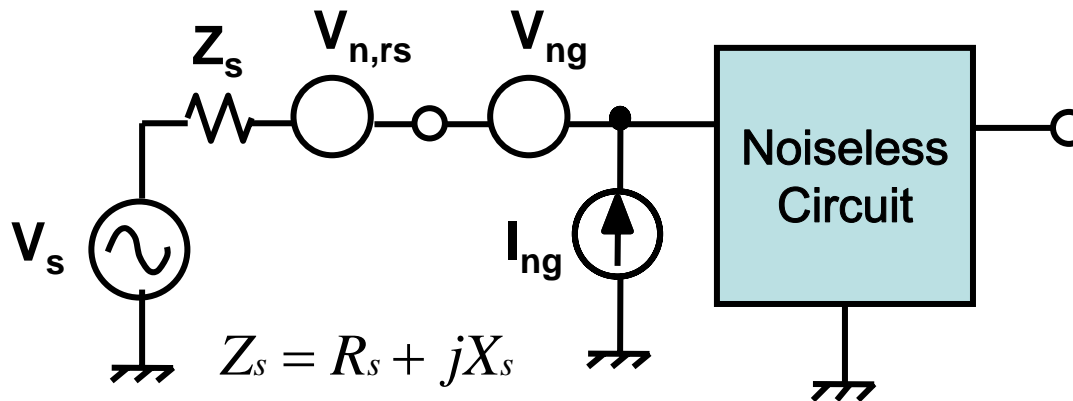 Zs
Vn,rs
Vng
Noiseless
Circuit
Vs
Ing
Zs = Rs + jXs